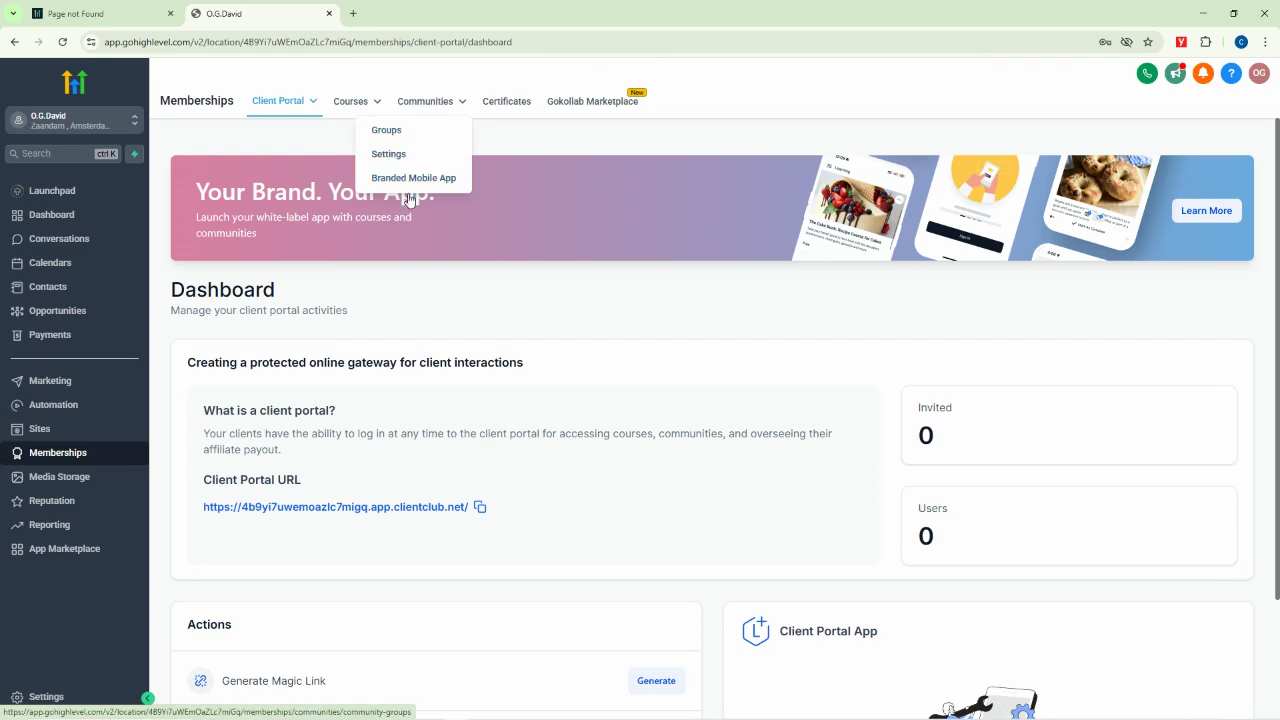 Page not Found
O.G.David
app.gohighlevel.com/v2/location/4B9Yi7uWEmOaZLc7miGq/memberships/client-portal/dashboard
OG
Memberships
Client Portal
Courses
Communities
Certificates
Gokollab Marketplace
New
O.G.David
Zaandam , Amsterda...
Search
ctrl K
Launchpad
Dashboard
Conversations
Calendars
Contacts
Opportunities
Payments
Marketing
Automation
Sites
Memberships
Media Storage
Reputation
Reporting
App Marketplace
Settings
Groups
Settings
Branded Mobile App
Your Brand. Your App.
Launch your white-label app with courses and
communities
Learn More
Dashboard
Manage your client portal activities
Creating a protected online gateway for client interactions
What is a client portal?
Your clients have the ability to log in at any time to the client portal for accessing courses, communities, and overseeing their
affiliate payout.
Client Portal URL
https://4b9yi7uwemoazlc7migq.app.clientclub.net/
Invited
0
Users
0
Actions
Generate Magic Link
Generate
Client Portal App
https://app.gohighlevel.com/v2/location/4B9Yi7uWEmOaZLc7miGq/memberships/communities/community-groups